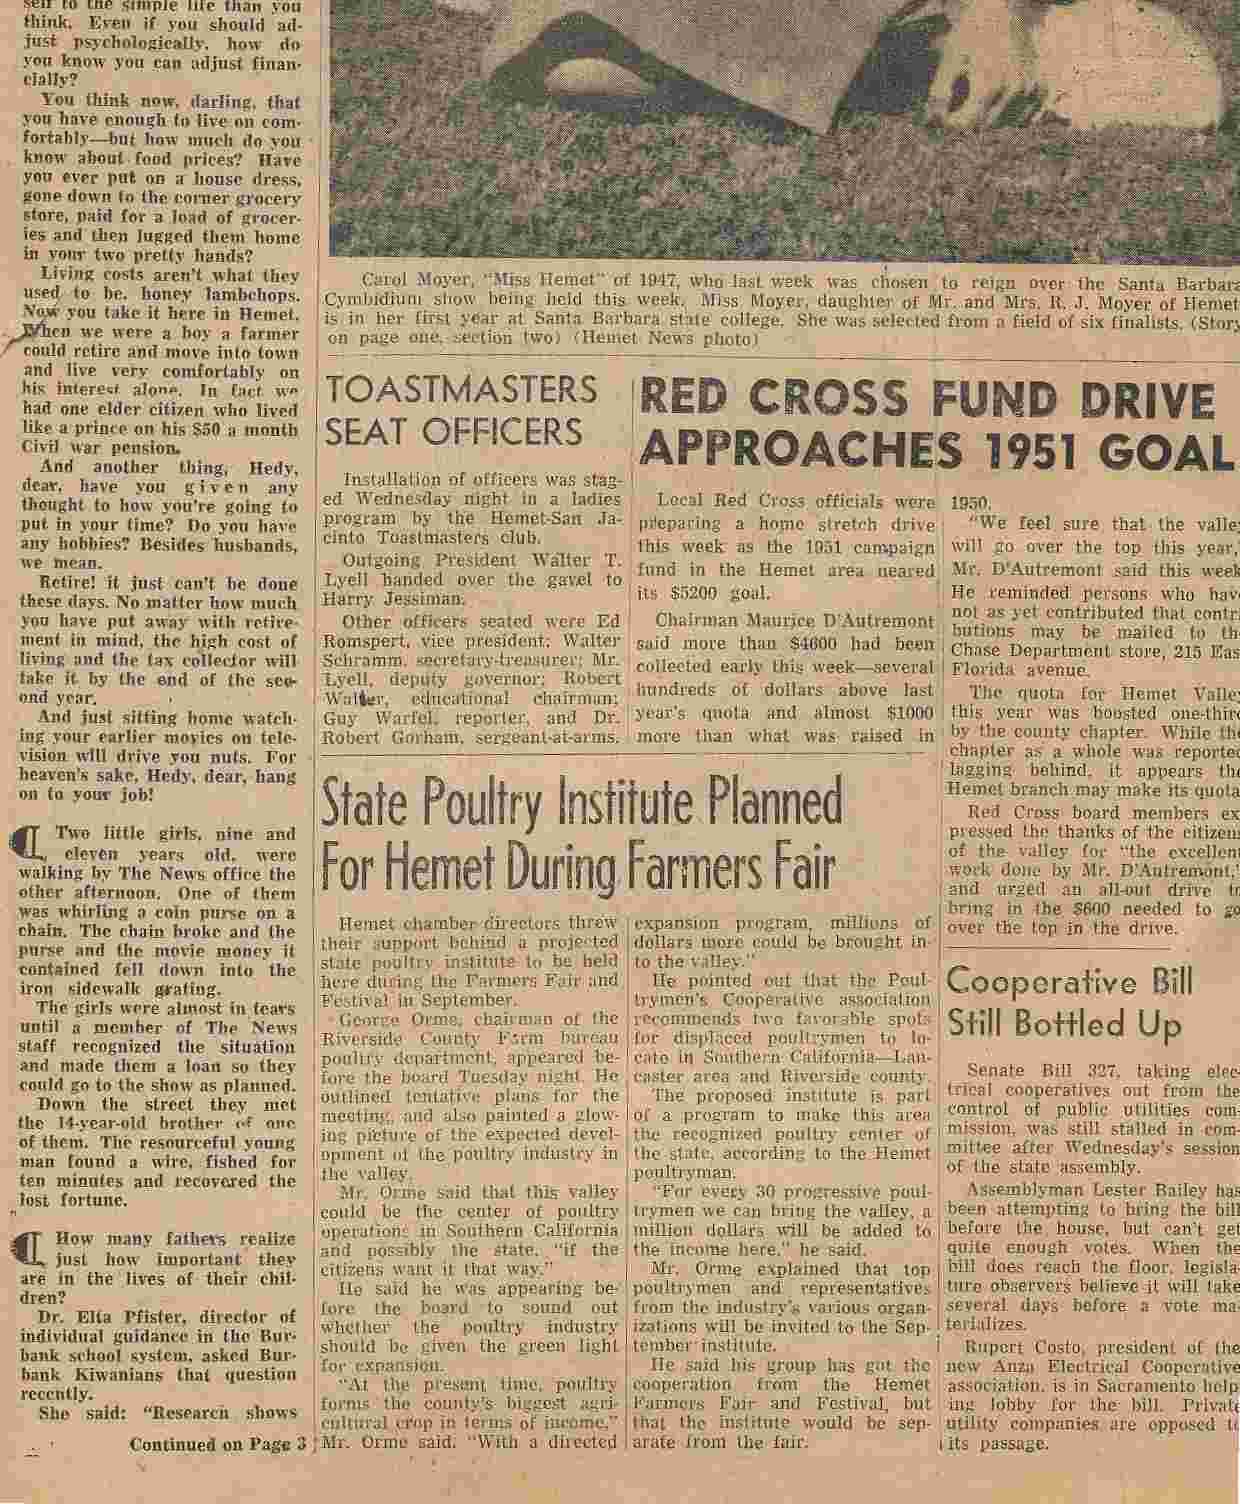 self to the simple life than you
think. Even if you should ad-
just psychologically, how do
you know you can adjust finan-
cially?
You think now, darling, that
you have enough to live on com-
fortably—but how much do you
know about food prices? Have
you ever put on a house dress,
gone down to the corner grocery
store, paid for a load of grocer-
ies and then lugged them home
in your two pretty hands?
Living costs aren't what they
used to be, honey lambchops.
Now you take it here in Hemet.
When we were a boy a farmer
could retire and move into town
and live very comfortably on
his interest alone. In fact we
had one elder citizen who lived
like a prince on his $50 a month
Civil war pension.
And another thing, Hedy,
dear, have you given any
thought to how you're going to
put in your time? Do you have
any hobbies? Besides husbands,
we mean.
Retire! it just can't be done
these days. No matter how much
you have put away with retire-
ment in mind, the high cost of
living and the tax collector will
take it by the end of the sec-
ond year.
And just sitting home watch-
ing your earlier movies on tele-
vision will drive you nuts. For
heaven's sake, Hedy, dear, hang
on to your job!
Two little girls, nine and
eleven years old, were
walking by The News office the
other afternoon. One of them
was whirling a coin purse on a
chain. The chain broke and the
purse and the movie money it
contained fell down into the
iron sidewalk grating.
The girls were almost in tears
until a member of The News
staff recognized the situation
and made them a loan so they
could go to the show as planned.
Down the street they met
the 14-year-old brother of one
of them. The resourceful young
man found a wire, fished for
ten minutes and recovered the
lost fortune.
How many fathers realize
just how important they
are in the lives of their chil-
dren?
Dr. Elta Pfister, director of
individual guidance in the Bur-
bank school system, asked Bur-
bank Kiwanians that question
recently.
She said: "Research shows
Continued on Page 3
Carol Moyer, "Miss Hemet" of 1947, who last week was chosen to reign over the Santa Barbara
Cymbidium show being held this week. Miss Moyer, daughter of Mr. and Mrs. R. J. Moyer of Hemet
is in her first year at Santa Barbara state college. She was selected from a field of six finalists. (Story
on page one, section two) (Hemet News photo)
TOASTMASTERS
SEAT OFFICERS
Installation of officers was stag-
ed Wednesday night in a ladies
program by the Hemet-San Ja-
cinto Toastmasters club.
Outgoing President Walter T.
Lyell handed over the gavel to
Harry Jessiman.
Other officers seated were Ed
Romspert, vice president; Walter
Schramm, secretary-treasurer; Mr.
Lyell, deputy governor; Robert
Walter, educational chairman;
Guy Warfel, reporter, and Dr.
Robert Gorham, sergeant-at-arms.
RED CROSS FUND DRIVE
APPROACHES 1951 GOAL
Local Red Cross officials were
preparing a home stretch drive
this week as the 1951 campaign
fund in the Hemet area neared
its $5200 goal.
Chairman Maurice D'Autremont
said more than $4600 had been
collected early this week—several
hundreds of dollars above last
year's quota and almost $1000
more than what was raised in
1950.
"We feel sure that the valley
will go over the top this year,"
Mr. D'Autremont said this week
He reminded persons who have
not as yet contributed that contri
butions may be mailed to the
Chase Department store, 215 Eas
Florida avenue.
The quota for Hemet Valley
this year was boosted one-third
by the county chapter. While the
chapter as a whole was reported
lagging behind, it appears the
Hemet branch may make its quota
Red Cross board members ex
pressed the thanks of the citizens
of the valley for "the excellent
work done by Mr. D'Autremont,"
and urged an all-out drive to
bring in the $600 needed to go
over the top in the drive.
State Poultry Institute Planned
For Hemet During Farmers Fair
Hemet chamber directors threw
their support behind a projected
state poultry institute to be held
here during the Farmers Fair and
Festival in September.
George Orme, chairman of the
Riverside County Farm bureau
poultry department, appeared be-
fore the board Tuesday night. He
outlined tentative plans for the
meeting, and also painted a glow-
ing picture of the expected devel-
opment of the poultry industry in
the valley.
Mr. Orme said that this valley
could be the center of poultry
operations in Southern California
and possibly the state, "if the
citizens want it that way."
He said he was appearing be-
fore the board to sound out
whether the poultry industry
should be given the green light
for expansion.
"At the present time, poultry
forms the county's biggest agri-
cultural crop in terms of income,"
Mr. Orme said. "With a directed
expansion program, millions of
dollars more could be brought in-
to the valley."
He pointed out that the Poul-
trymen's Cooperative association
recommends two favorable spots
for displaced poultrymen to lo-
cate in Southern California—Lan-
caster area and Riverside county.
The proposed institute is part
of a program to make this area
the recognized poultry center of
the state, according to the Hemet
poultryman.
"For every 30 progressive poul-
trymen we can bring the valley, a
million dollars will be added to
the income here," he said.
Mr. Orme explained that top
poultrymen and representatives
from the industry's various organ-
izations will be invited to the Sep-
tember institute.
He said his group has got the
cooperation from the Hemet
Farmers Fair and Festival, but
that the institute would be sep-
arate from the fair.
Cooperative Bill
Still Bottled Up
Senate Bill 327, taking elec-
trical cooperatives out from the
control of public utilities com-
mission, was still stalled in com-
mittee after Wednesday's session
of the state assembly.
Assemblyman Lester Bailey has
been attempting to bring the bill
before the house, but can't get
quite enough votes. When the
bill does reach the floor, legisla-
ture observers believe it will take
several days before a vote ma-
terializes.
Rupert Costo, president of the
new Anza Electrical Cooperative
association, is in Sacramento help-
ing lobby for the bill. Private
utility companies are opposed to
its passage.